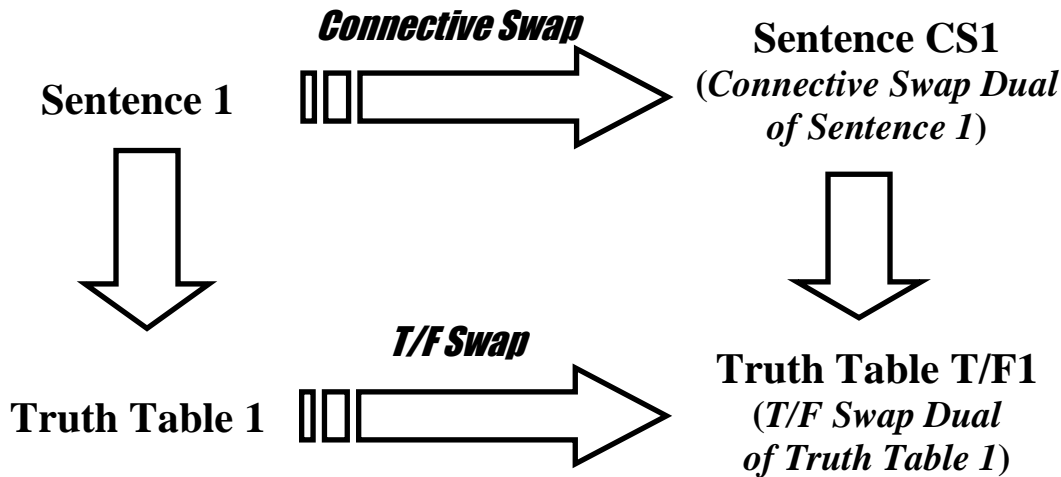 Connective Swap
Sentence 1
Sentence CS1
(Connective Swap Dual
of Sentence 1)
T/F Swap
Truth Table 1
Truth Table T/F1
(T/F Swap Dual
of Truth Table 1)